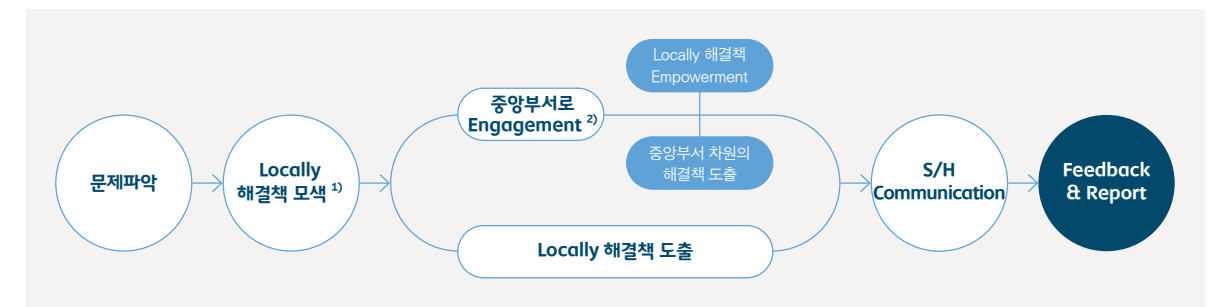 문제파악
Locally
해결책 모색 1)
중앙부서로
Engagement 2)
Locally 해결책
Empowerment
중앙부서 차원의
해결책 도출
Locally 해결책 도출
S/H
Communication
Feedback
& Report